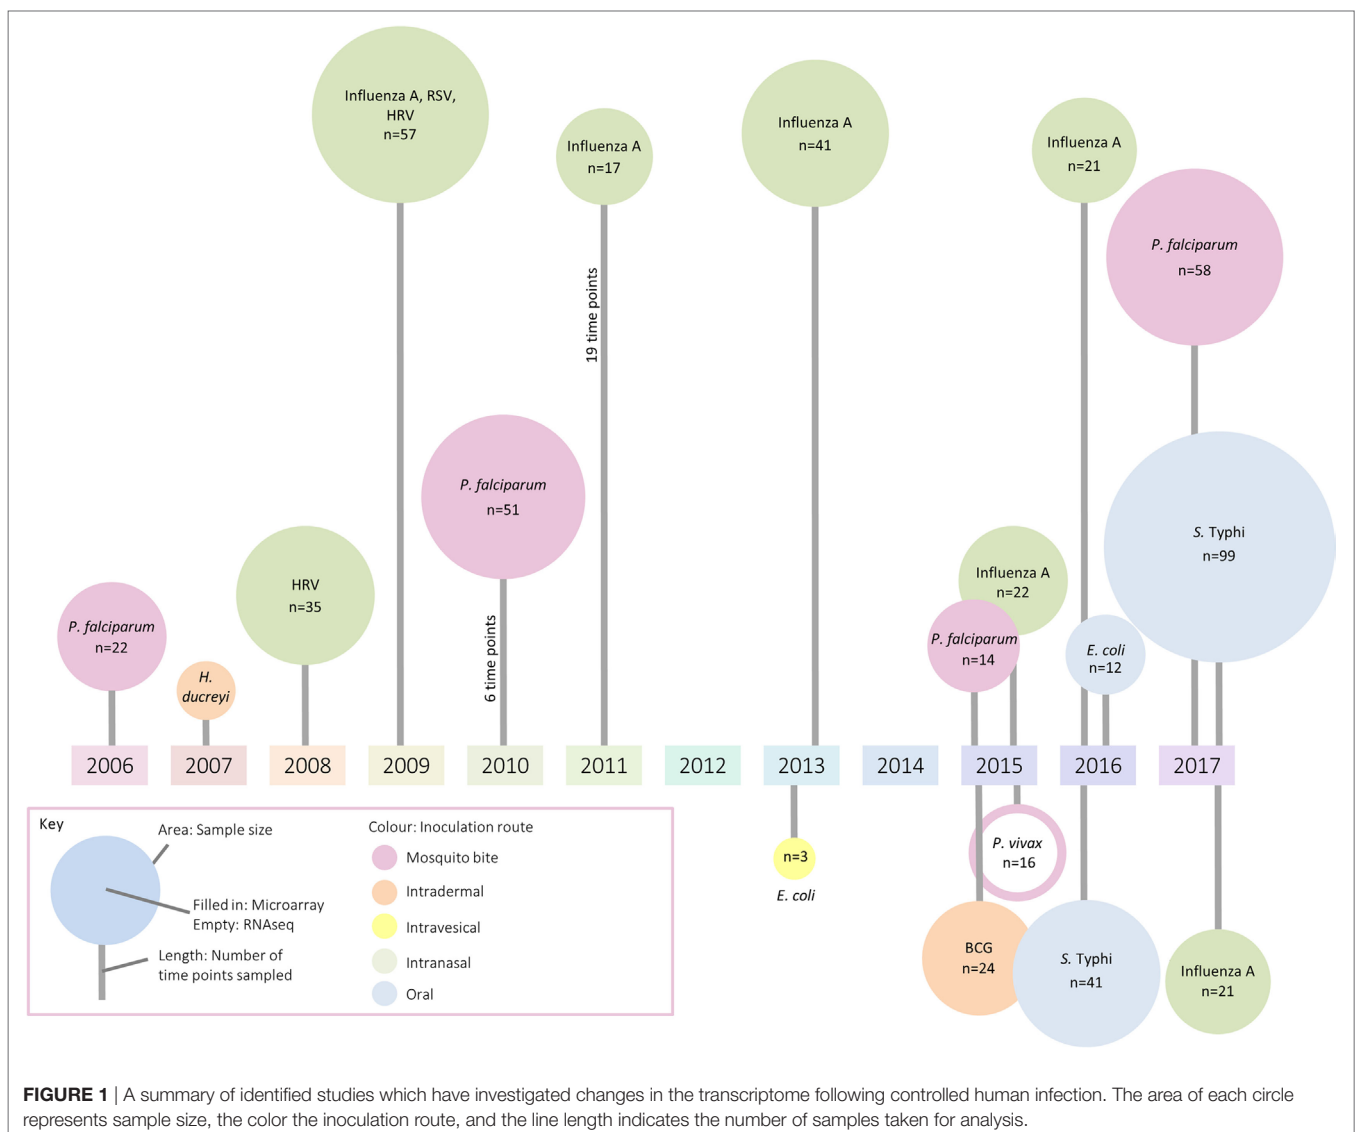 Influenza A, RSV,
HRV
n=57
Influenza A
n=17
Influenza A
n=41
Influenza A
n=21
P. falciparum
n=58
19 time points
P. falciparum
n=51
6 time points
S. Typhi
n=99
HRV
n=35
Influenza A
n=22
P. falciparum
n=14
E. coli
n=12
P. falciparum
n=22
H.
ducreyi
2006
2007
2008
2009
2010
2011
2012
2013
2014
2015
2016
2017
n=3
E. coli
P. vivax
n=16
BCG
n=24
S. Typhi
n=41
Influenza A
n=21
Key
Area: Sample size
Filled in: Microarray
Empty: RNAseq
Length: Number of
time points sampled
Colour: Inoculation route
Mosquito bite
Intradermal
Intravesical
Intranasal
Oral
FIGURE 1 | A summary of identified studies which have investigated changes in the transcriptome following controlled human infection. The area of each circle
represents sample size, the color the inoculation route, and the line length indicates the number of samples taken for analysis.